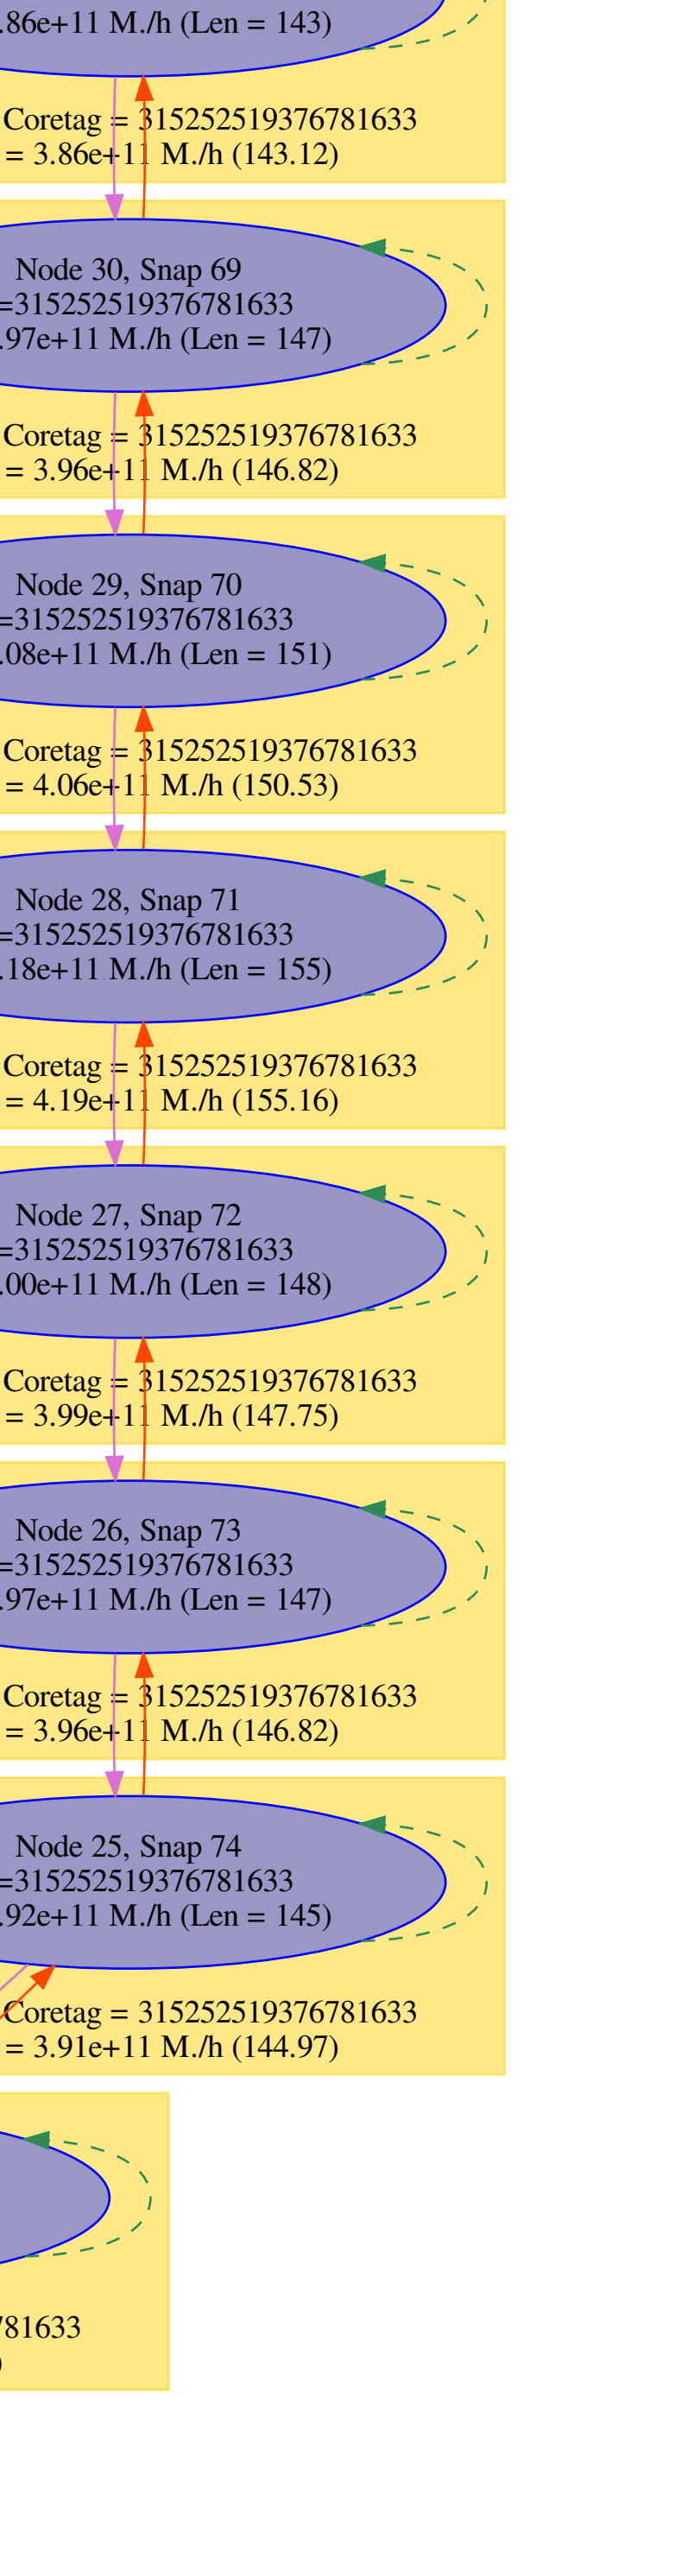 .86e+11 M./h (Len = 143)
Coretag = 315252519376781633
= 3.86e+11 M./h (143.12)
Node 30, Snap 69
=315252519376781633
.97e+11 M./h (Len = 147)
Coretag = 315252519376781633
= 3.96e+11 M./h (146.82)
Node 29, Snap 70
=315252519376781633
.08e+11 M./h (Len = 151)
Coretag = 315252519376781633
= 4.06e+11 M./h (150.53)
Node 28, Snap 71
=315252519376781633
.18e+11 M./h (Len = 155)
Coretag = 315252519376781633
= 4.19e+11 M./h (155.16)
Node 27, Snap 72
=315252519376781633
.00e+11 M./h (Len = 148)
Coretag = 315252519376781633
= 3.99e+11 M./h (147.75)
Node 26, Snap 73
=315252519376781633
.97e+11 M./h (Len = 147)
Coretag = 315252519376781633
= 3.96e+11 M./h (146.82)
Node 25, Snap 74
=315252519376781633
.92e+11 M./h (Len = 145)
Coretag = 315252519376781633
= 3.91e+11 M./h (144.97)
781633
)